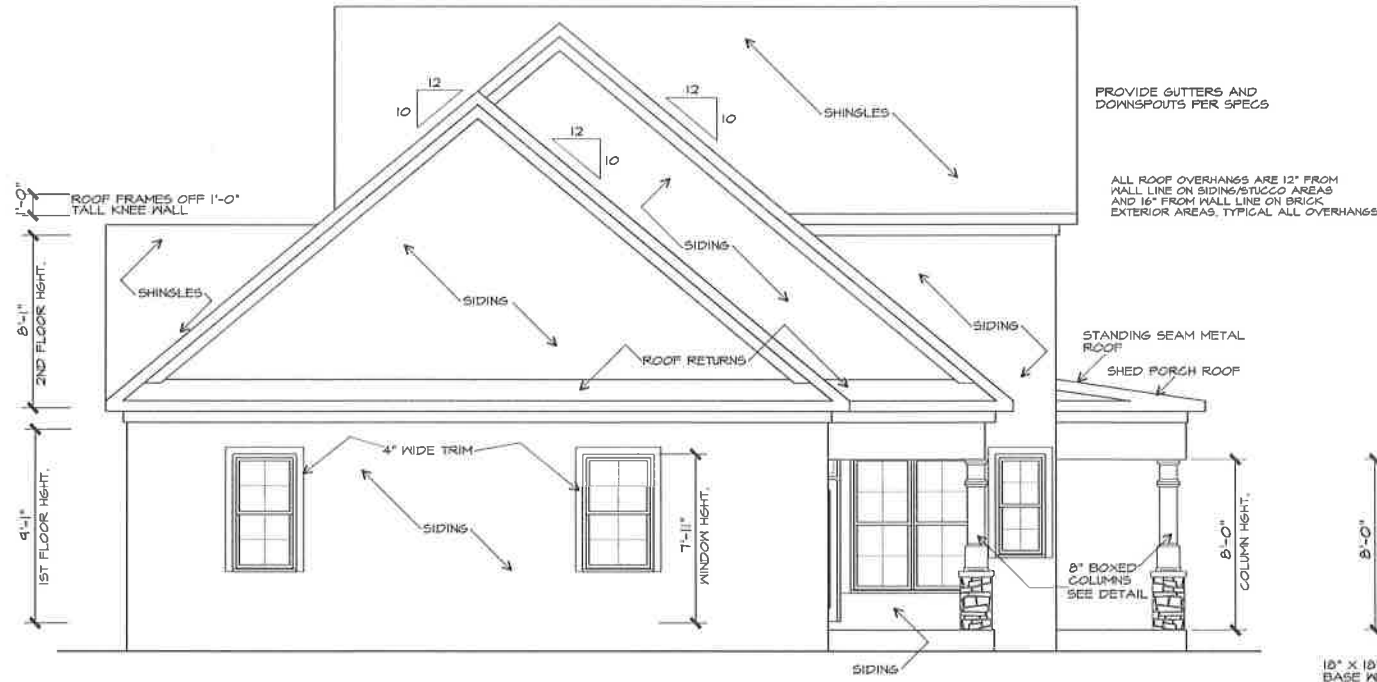 12
10
12
10
12
10
SHINGLES
PROVIDE GUTTERS AND
DOWNSPOUTS PER SPECS
ALL ROOF OVERHANGS ARE 12" FROM
WALL LINE ON SIDING/STUCCO AREAS
AND 16" FROM WALL LINE ON BRICK
EXTERIOR AREAS, TYPICAL ALL OVERHANGS
1'-0"
ROOF FRAMES OFF 1'-0"
TALL KNEE WALL
SIDING
SHINGLES
SIDING
SIDING
8'-1"
2ND FLOOR HGHT.
STANDING SEAM METAL
ROOF
SHED PORCH ROOF
ROOF RETURNS
4" WIDE TRIM
9'-1"
1ST FLOOR HGHT.
SIDING
7'-11"
WINDOW HGHT.
8" BOXED
COLUMNS
SEE DETAIL
8'-0"
COLUMN HGHT.
8'-0"
SIDING
18" X 18"
BASE